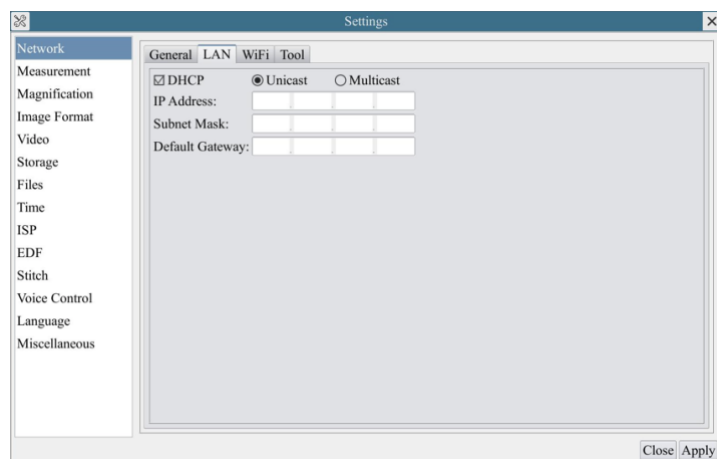 Settings
Network
Measurement
Magnification
Image Format
Video
Storage
Files
Time
ISP
EDF
Stitch
Voice Control
Language
Miscellaneous
General LAN WiFi Tool
DHCP Unicast Multicast
IP Address:
Subnet Mask:
Default Gateway:
Close Apply